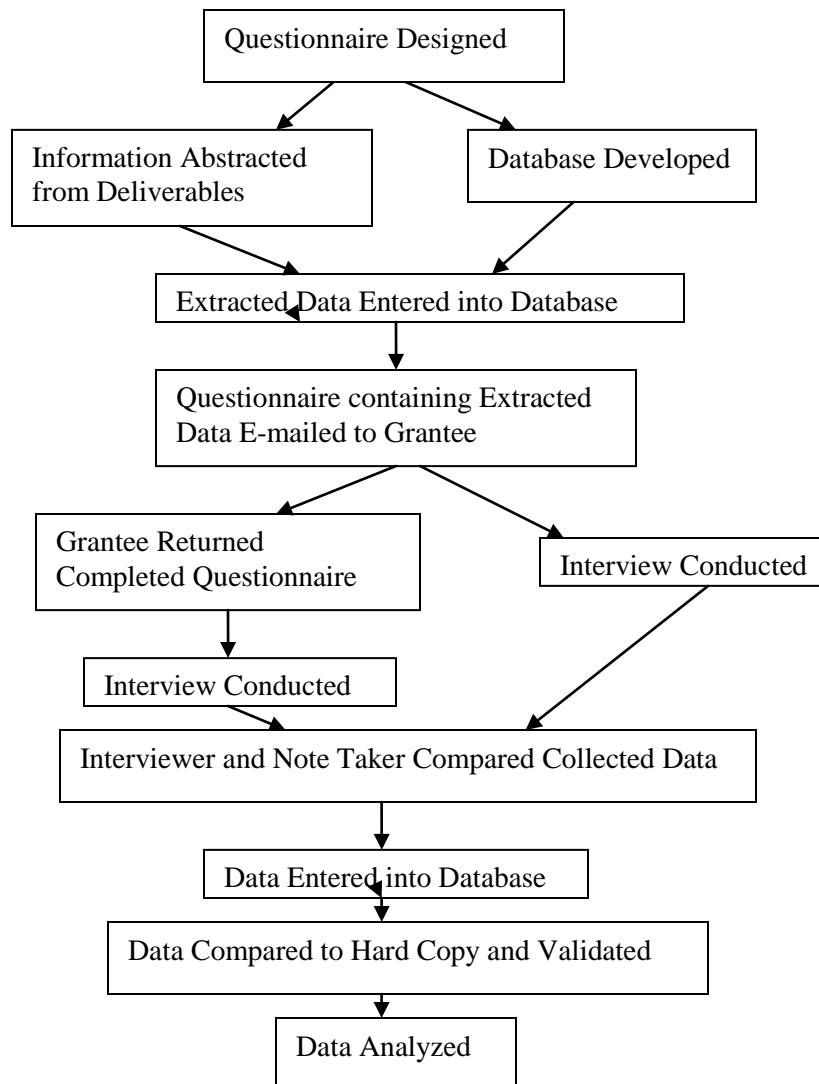 Questionnaire Designed
Information Abstracted
from Deliverables
Database Developed
Extracted Data Entered into Database
Questionnaire containing Extracted
Data E-mailed to Grantee
Grantee Returned
Completed Questionnaire
Interview Conducted
Interview Conducted
Interviewer and Note Taker Compared Collected Data
Data Entered into Database
Data Compared to Hard Copy and Validated
Data Analyzed